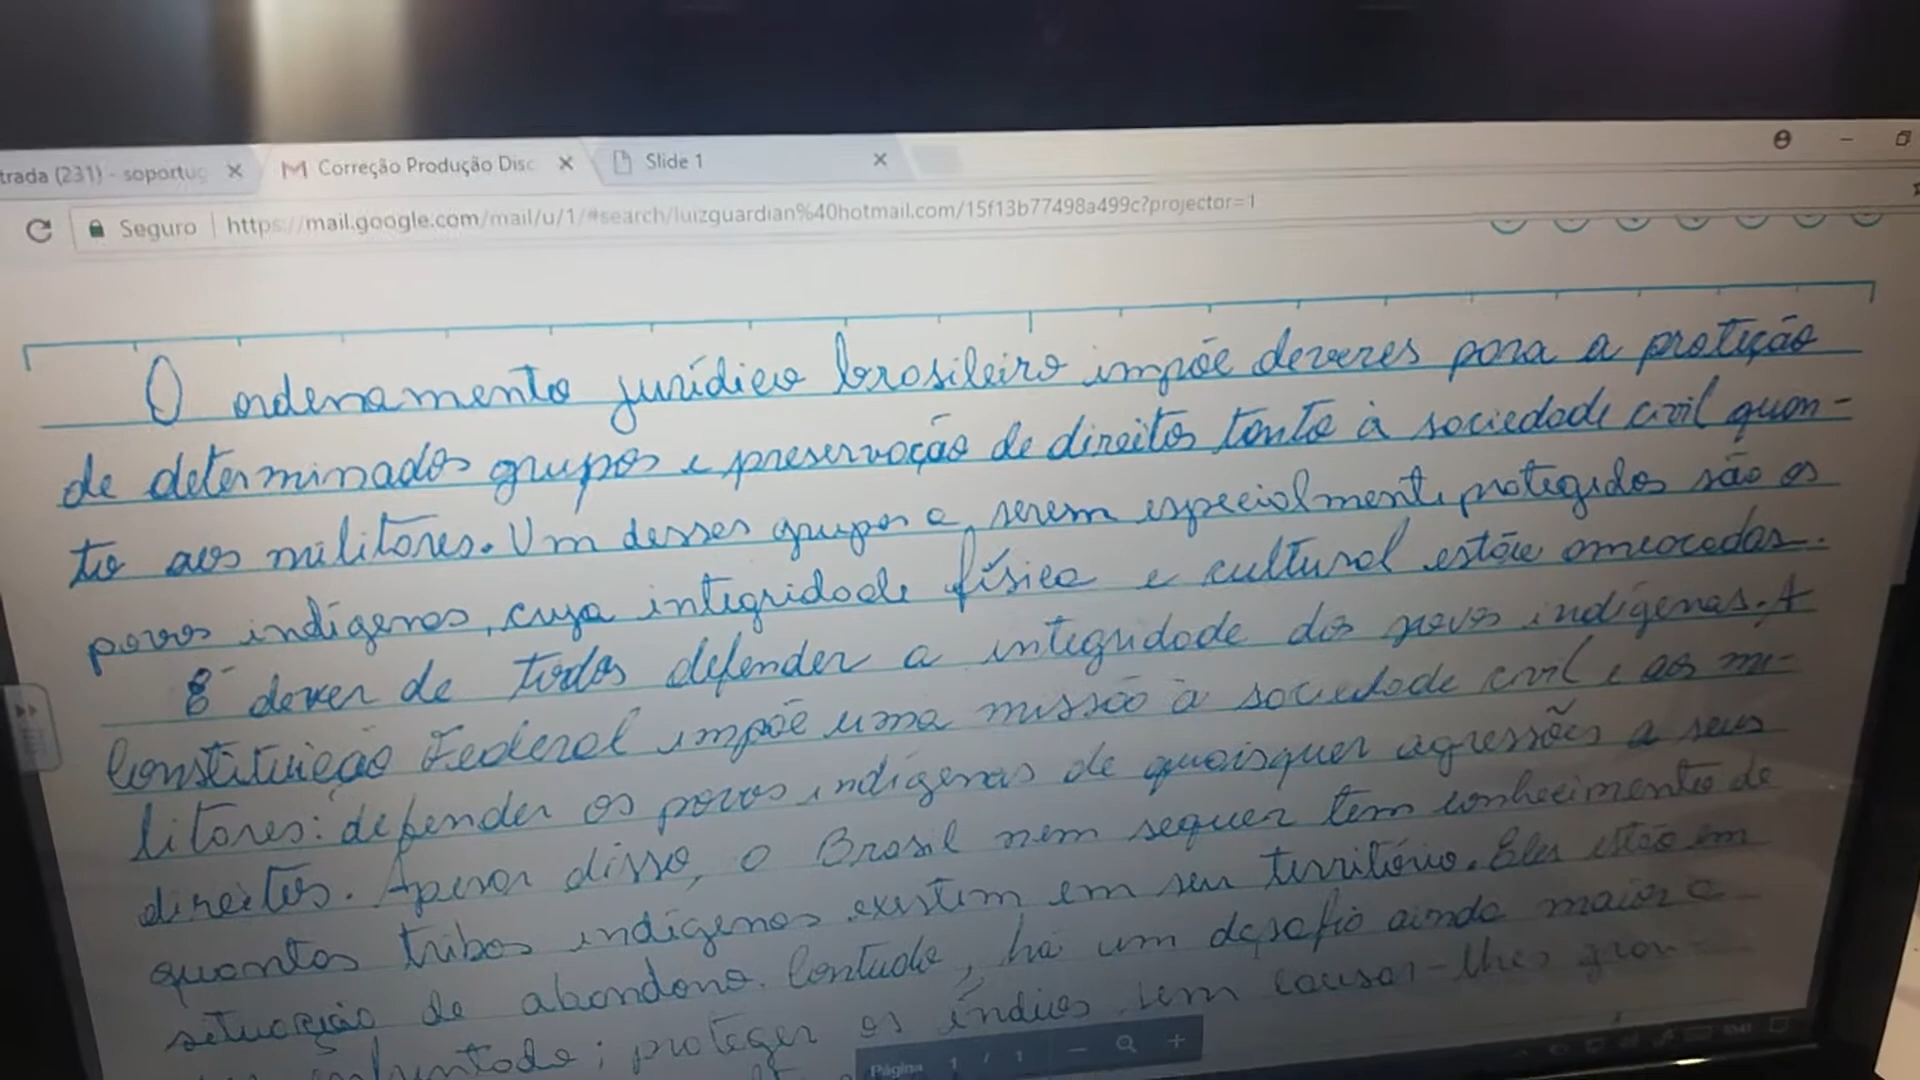 trada (231) - soportug
Correção Produção Disc
Slide 1
Seguro
https://mail.google.com/mail/u/1/#search/luizguardian%40hotmail.com/15f13b77498a499c?projector=1
O ordenamento jurídico brasileiro impõe deveres para a proteção
de determinados grupos e preservação de direitos tanto à sociedade civil quan-
to aos militares. Um desses grupos a serem especialmente protegidos são os
povos indígenas, cuja integridade física e cultural estão ameaçadas.
É dever de todos defender a integridade dos povos indígenas. A
Constituição Federal impõe uma missão à sociedade civil e aos mi-
litares: defender os povos indígenas de quaisquer agressões a seus
direitos. Apesar disso, o Brasil nem sequer tem conhecimento de
quantas tribos indígenas existem em seu território. Eles estão em
situação de abandono. Contudo, há um desafio ainda maior a
enfrentado; proteger os índios sem causar-lhes gran-
Página 1 / 1